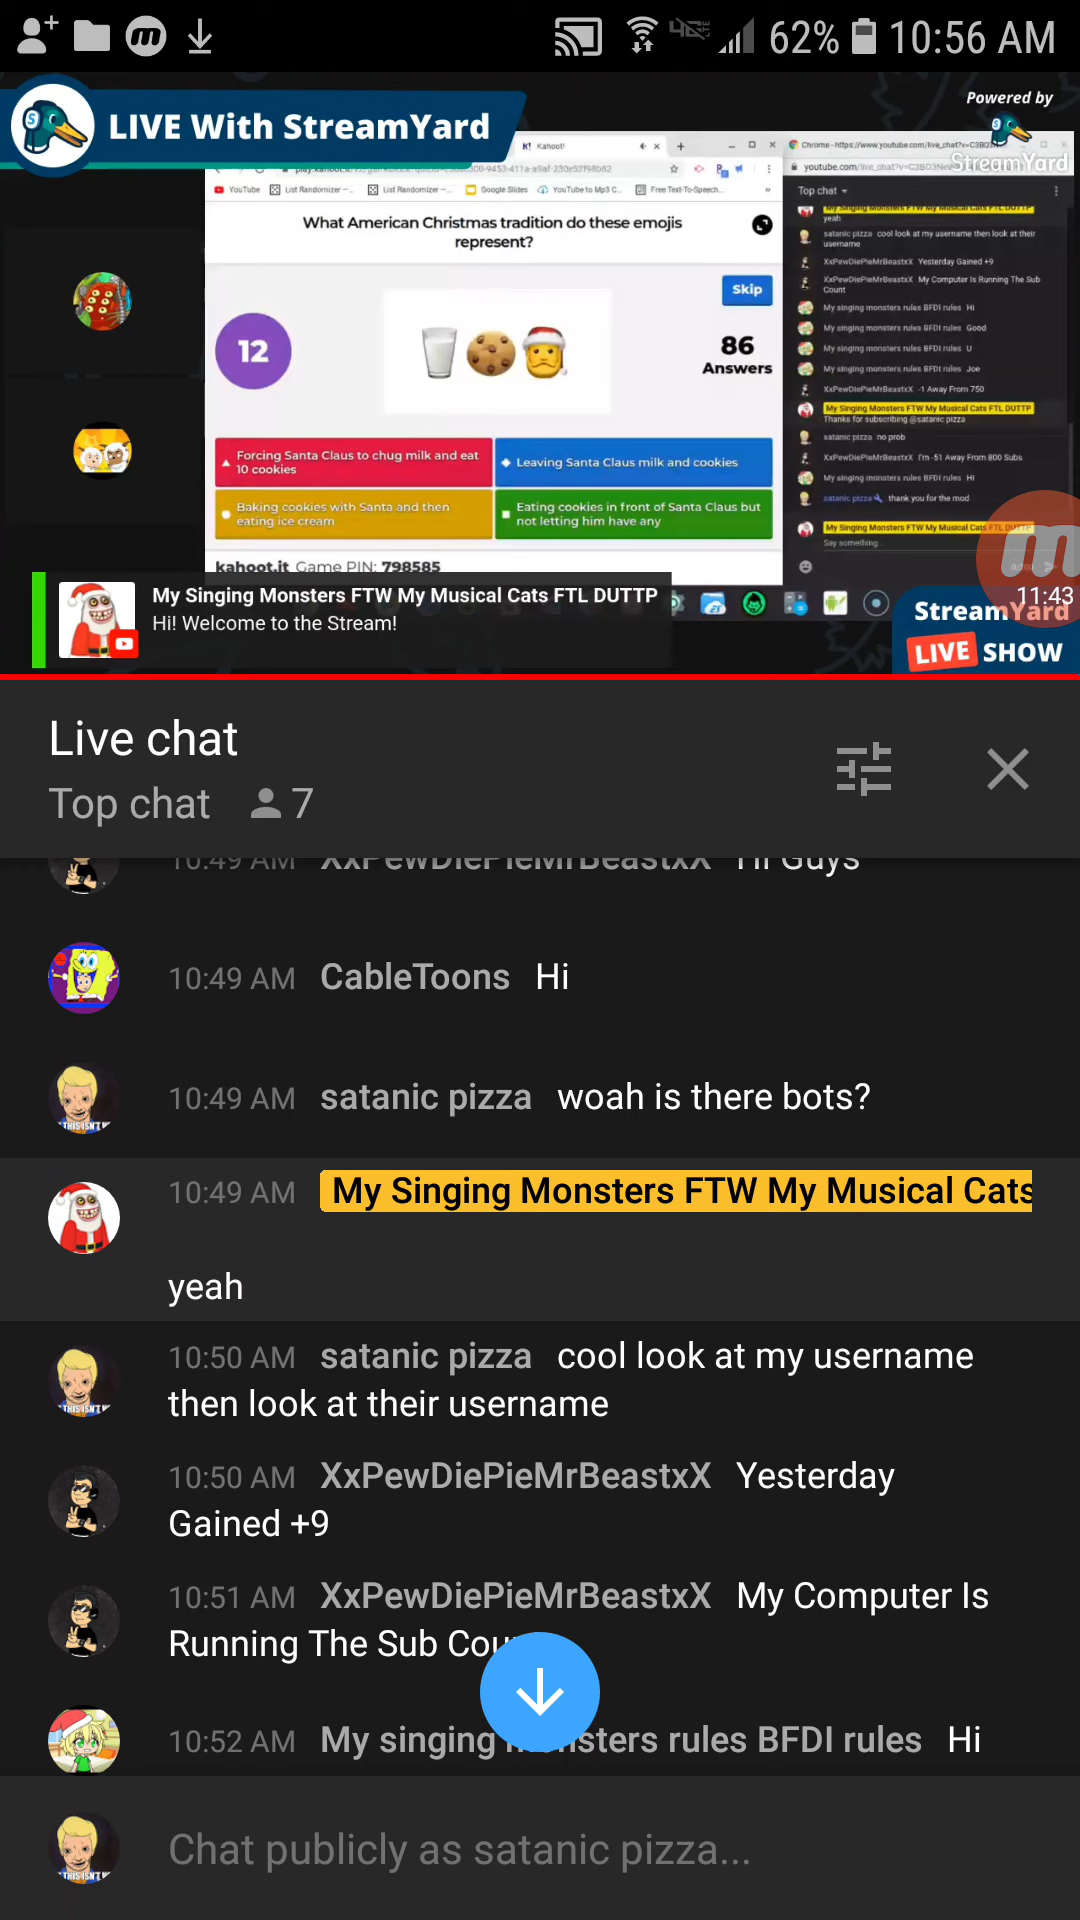 62% 10:56 AM
LIVE With StreamYard
Powered by
StreamYard
Kahoot!
Chrome - https://www.youtube.com/live_chat?v=C3BO3
youtube.com/live_chat?v=C3BO3
YouTube
List Randomizer
List Randomizer
Google Slides
YouTube to Mp3 C...
Free Text-To-Speech...
What American Christmas tradition do these emojis
represent?
Skip
12
86
Answers
Forcing Santa Claus to chug milk and eat
10 cookies
Leaving Santa Claus milk and cookies
Baking cookies with Santa and then
eating ice cream
Eating cookies in front of Santa Claus but
not letting him have any
kahoot.it Game PIN: 798585
Top chat
My Singing Monsters FTW My Musical Cats FTL DUTTP
yeah
satanic pizza cool look at my username then look at their
username
XxPewDiePieMrBeastxX Yesterday Gained +9
XxPewDiePieMrBeastxX My Computer Is Running The Sub
Count
My singing monsters rules BFDI rules Hi
My singing monsters rules BFDI rules Good
My singing monsters rules BFDI rules U
My singing monsters rules BFDI rules Joe
XxPewDiePieMrBeastxX -1 Away From 750
My Singing Monsters FTW My Musical Cats FTL DUTTP
Thanks for subscribing @satanic pizza
satanic pizza no prob
XxPewDiePieMrBeastxX I'm -51 Away From 800 Subs
My singing monsters rules BFDI rules Hi
satanic pizza thank you for the mod
My Singing Monsters FTW My Musical Cats FTL DUTTP
Say something...
My Singing Monsters FTW My Musical Cats FTL DUTTP
Hi! Welcome to the Stream!
11:43
StreamYard
LIVE SHOW
Live chat
Top chat 7
10:49 AM XxPewDiePieMrBeastxX Hi Guys
10:49 AM CableToons Hi
10:49 AM satanic pizza woah is there bots?
10:49 AM My Singing Monsters FTW My Musical Cats
yeah
10:50 AM satanic pizza cool look at my username
then look at their username
10:50 AM XxPewDiePieMrBeastxX Yesterday
Gained +9
10:51 AM XxPewDiePieMrBeastxX My Computer Is
Running The Sub Cou
10:52 AM My singing monsters rules BFDI rules Hi
Chat publicly as satanic pizza...